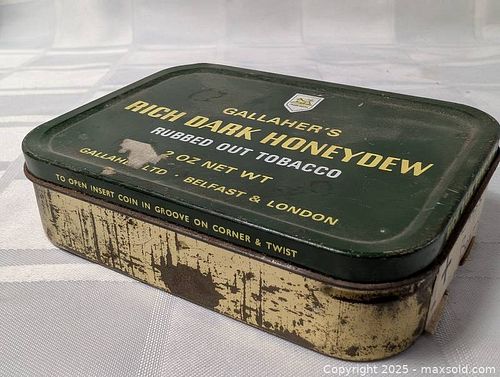 GALLAHER'S
RICH DARK HONEYDEW
RUBBED OUT TOBACCO
2 OZ NET WT
GALLAH LTD · BELFAST & LONDON
TO OPEN INSERT COIN IN GROOVE ON CORNER & TWIST
Copyright © 2025 - maxsold.com